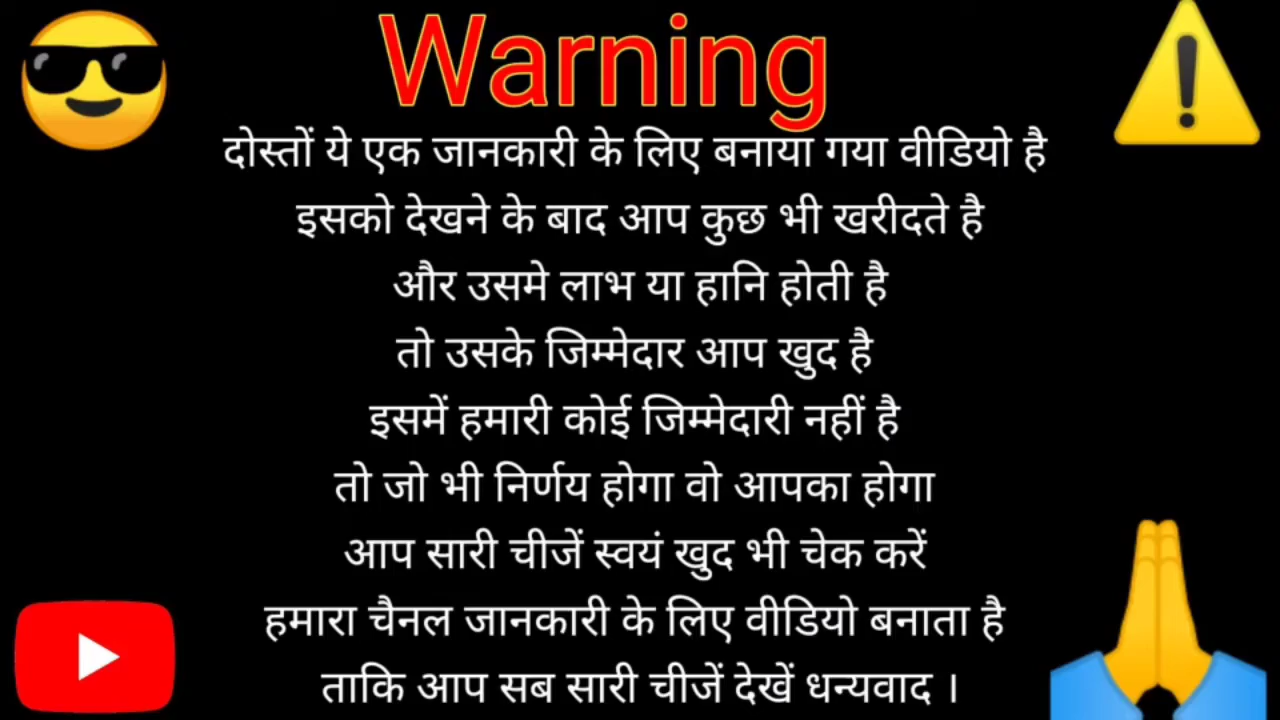 Warning
दोस्तों ये एक जानकारी के लिए बनाया गया वीडियो है
इसको देखने के बाद आप कुछ भी खरीदते है
और उसमे लाभ या हानि होती है
तो उसके जिम्मेदार आप खुद है
इसमें हमारी कोई जिम्मेदारी नहीं है
तो जो भी निर्णय होगा वो आपका होगा
आप सारी चीजें स्वयं खुद भी चेक करें
हमारा चैनल जानकारी के लिए वीडियो बनाता है
ताकि आप सब सारी चीजें देखें धन्यवाद ।